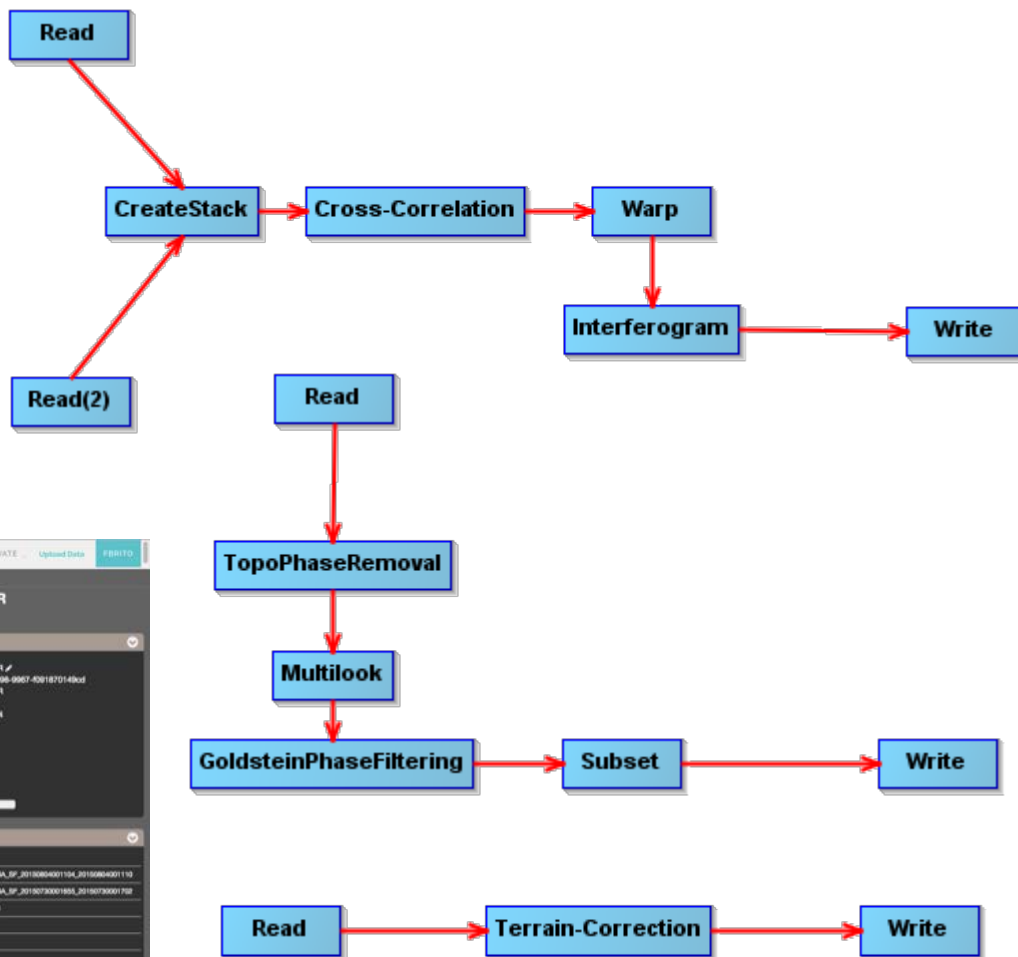 Read
CreateStack
Cross-Correlation
Warp
Interferogram
Write
Read(2)
Read
TopoPhaseRemoval
Multilook
GoldsteinPhaseFiltering
Subset
Write
Upload Data
FBRITO
Read
Terrain-Correction
Write